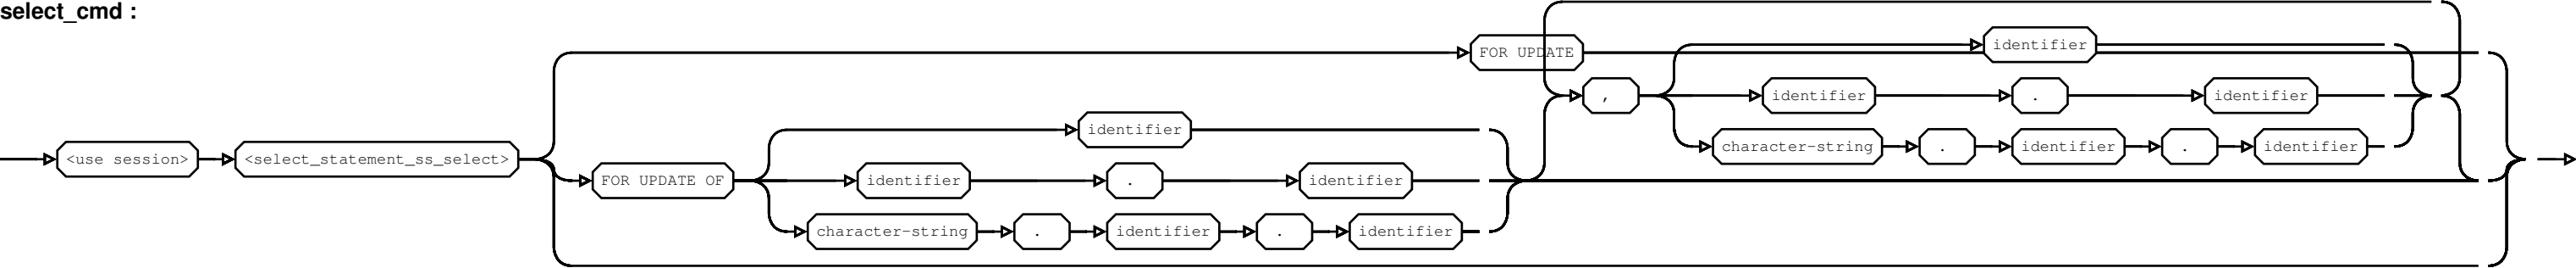 select_cmd :
identifier
FOR UPDATE
, identifier . identifier
identifier
character-string . identifier . identifier
<use session> <select_statement_ss_select>
FOR UPDATE OF identifier . identifier
character-string . identifier . identifier